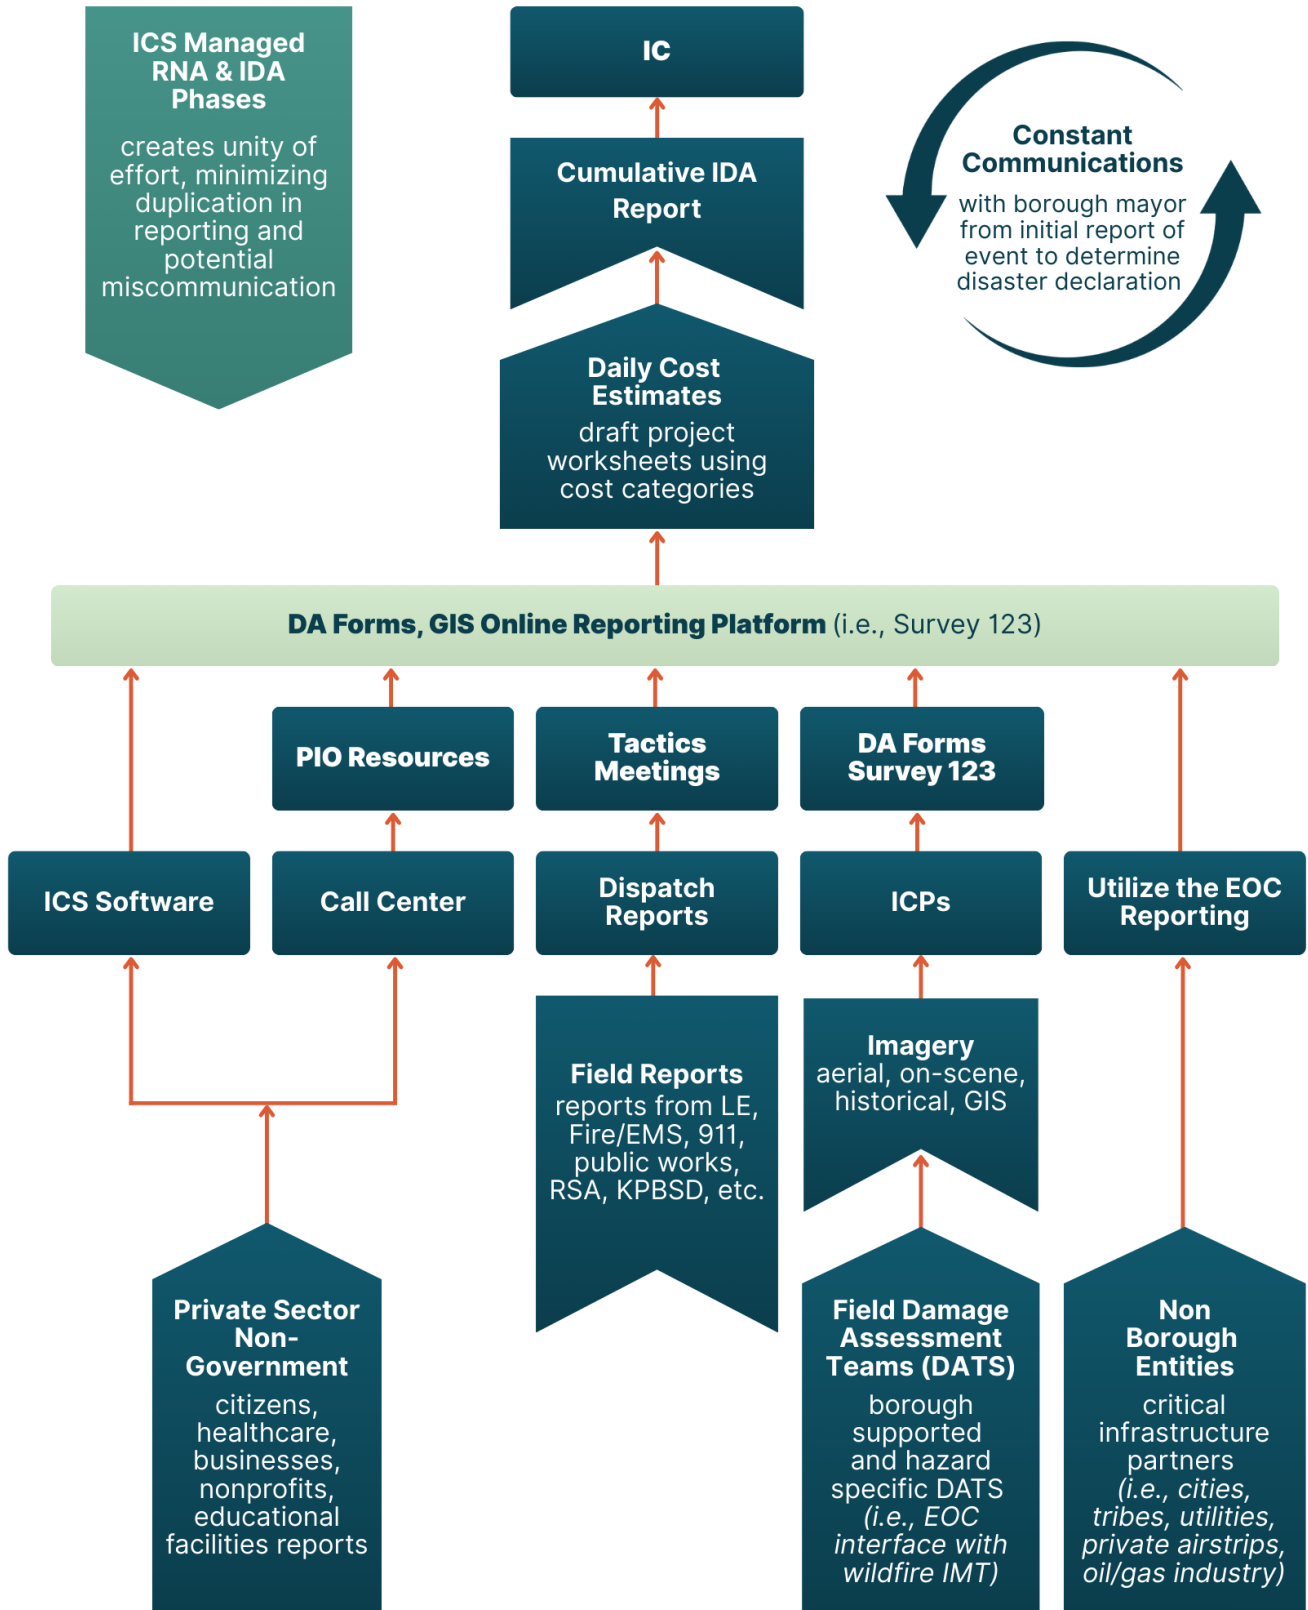 ICS Managed
RNA & IDA
Phases
creates unity of
effort, minimizing
duplication in
reporting and
potential
miscommunication
IC
Cumulative IDA
Report
Constant
Communications
with borough mayor
from initial report of
event to determine
disaster declaration
Daily Cost
Estimates
draft project
worksheets using
cost categories
DA Forms, GIS Online Reporting Platform (i.e., Survey 123)
PIO Resources
Tactics
Meetings
DA Forms
Survey 123
ICS Software
Call Center
Dispatch
Reports
ICPs
Utilize the EOC
Reporting
Field Reports
reports from LE,
Fire/EMS, 911,
public works,
RSA, KPBSD, etc.
Imagery
aerial, on-scene,
historical, GIS
Private Sector
Non-
Government
citizens,
healthcare,
businesses,
nonprofits,
educational
facilities reports
Field Damage
Assessment
Teams (DATS)
borough
supported
and hazard
specific DATS
(i.e., EOC
interface with
wildfire IMT)
Non
Borough
Entities
critical
infrastructure
partners
(i.e., cities,
tribes, utilities,
private airstrips,
oil/gas industry)